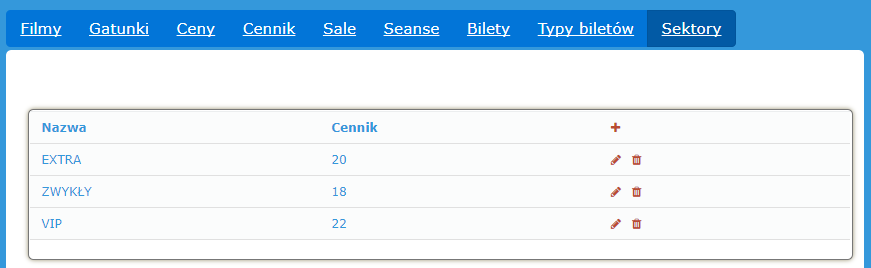 Filmy Gatunki Ceny Cennik Sale Seanse Bilety Typy biletów Sektory
Nazwa Cennik
EXTRA 20
ZWYKŁY 18
VIP 22